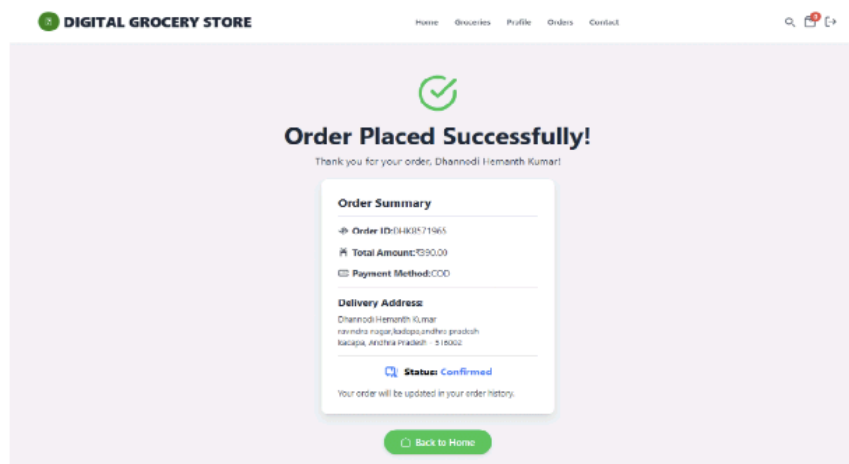 DIGITAL GROCERY STORE
Home Groceries Profile Orders Contact
Order Placed Successfully!
Thank you for your order, Dhannodi Hemanth Kumar!
Order Summary
Order ID:DHK8571965
Total Amount:₹390.00
Payment Method:COD
Delivery Address:
Dhannodi Hemanth Kumar
ravindra nagar,kadapa,andhra pradesh
kadapa, Andhra Pradesh - 516002
Status: Confirmed
Your order will be updated in your order history.
Back to Home